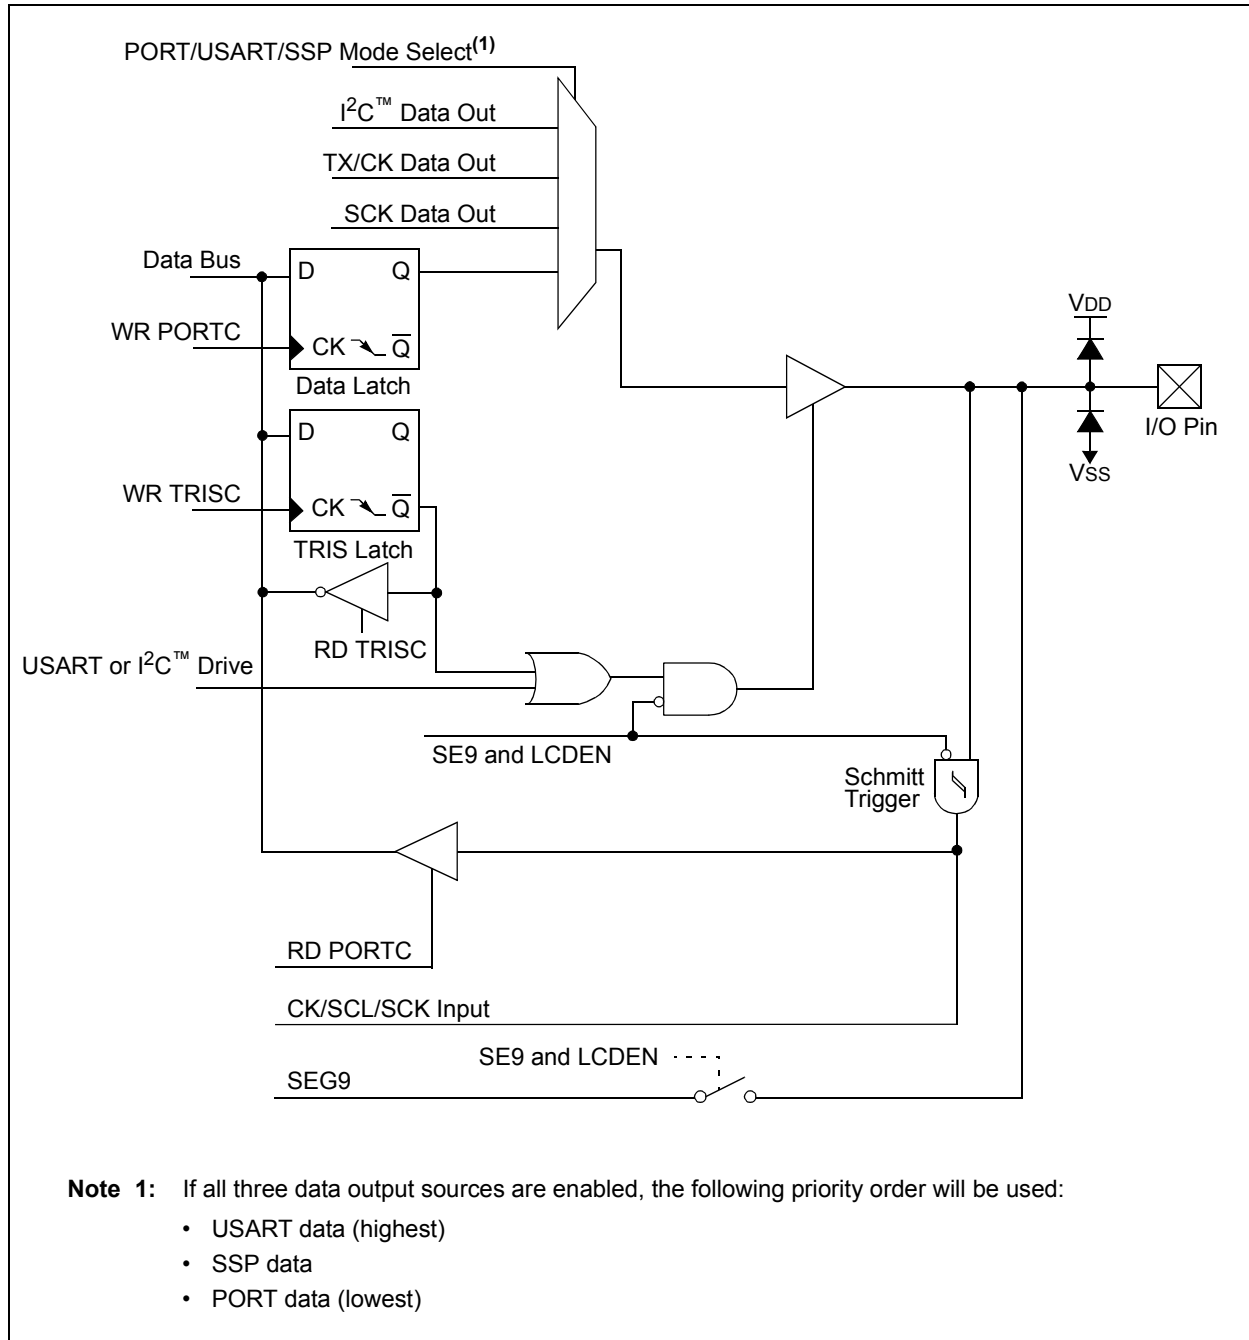 PORT/USART/SSP Mode Select(1)
I2C™ Data Out
TX/CK Data Out
SCK Data Out
Data Bus
D Q
WR PORTC
CK Q
Data Latch
D Q
WR TRISC
CK Q
TRIS Latch
RD TRISC
USART or I2C™ Drive
SE9 and LCDEN
Schmitt
Trigger
VDD
I/O Pin
VSS
RD PORTC
CK/SCL/SCK Input
SE9 and LCDEN
SEG9
Note 1: If all three data output sources are enabled, the following priority order will be used:
• USART data (highest)
• SSP data
• PORT data (lowest)